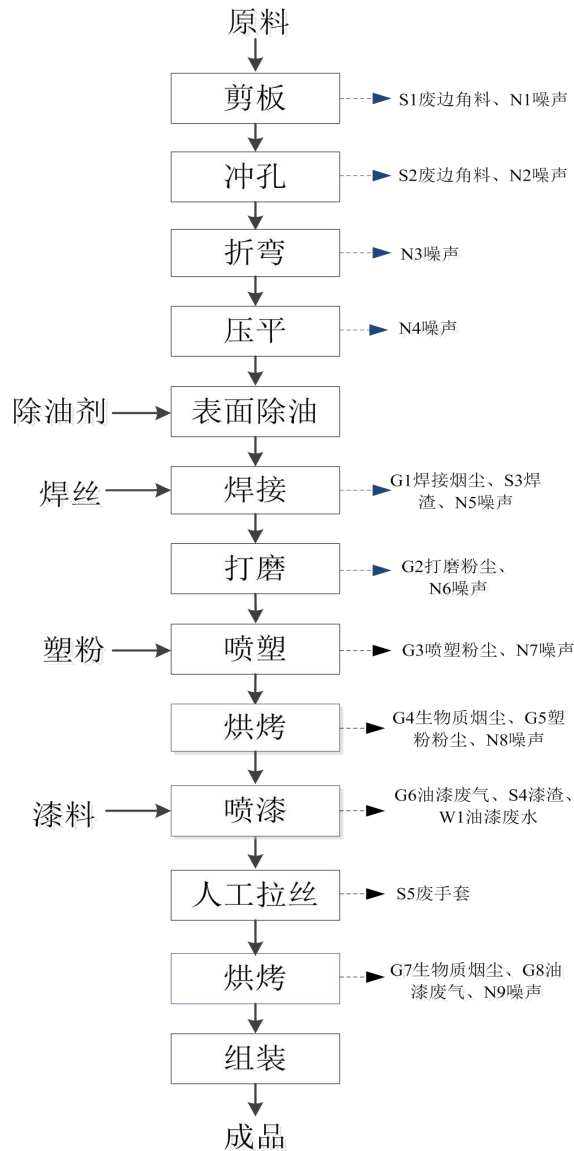 原料
剪板
S1废边角料、N1噪声
冲孔
S2废边角料、N2噪声
折弯
N3噪声
压平
N4噪声
除油剂
表面除油
焊丝
焊接
G1焊接烟尘、S3焊
渣、N5噪声
打磨
G2打磨粉尘、
N6噪声
塑粉
喷塑
G3喷塑粉尘、N7噪声
烘烤
G4生物质烟尘、G5塑
粉粉尘、N8噪声
漆料
喷漆
G6油漆废气、S4漆渣、
W1油漆废水
人工拉丝
S5废手套
烘烤
G7生物质烟尘、G8油
漆废气、N9噪声
组装
成品